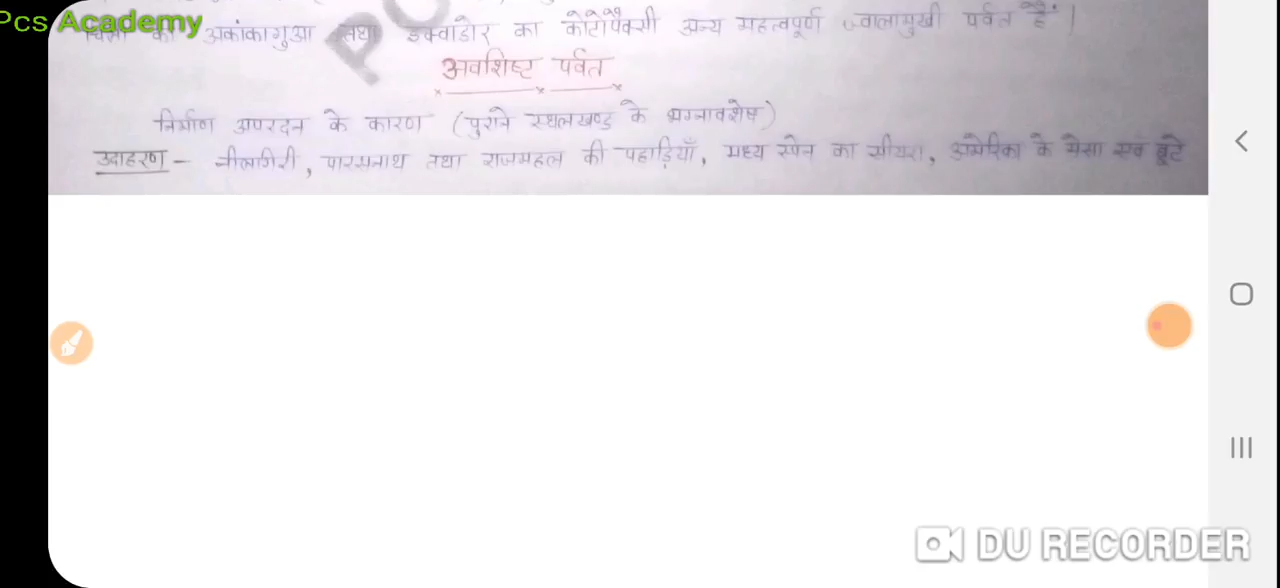 Pcs Academy
अकांकागुआ तथा इक्वाडोर का कोटोपैक्सी अन्य महत्वपूर्ण ज्वालामुखी पर्वत हैं।
अवशिष्ट पर्वत
निर्माण अपरदन के कारण (पुराने स्थलखण्ड के भग्नावशेष)
उदाहरण – नीलगिरी, पारसनाथ तथा राजमहल की पहाड़ियाँ, मध्य स्पेन का सीयरा, अमेरिका के मेसा एवं बूटे
DU RECORDER